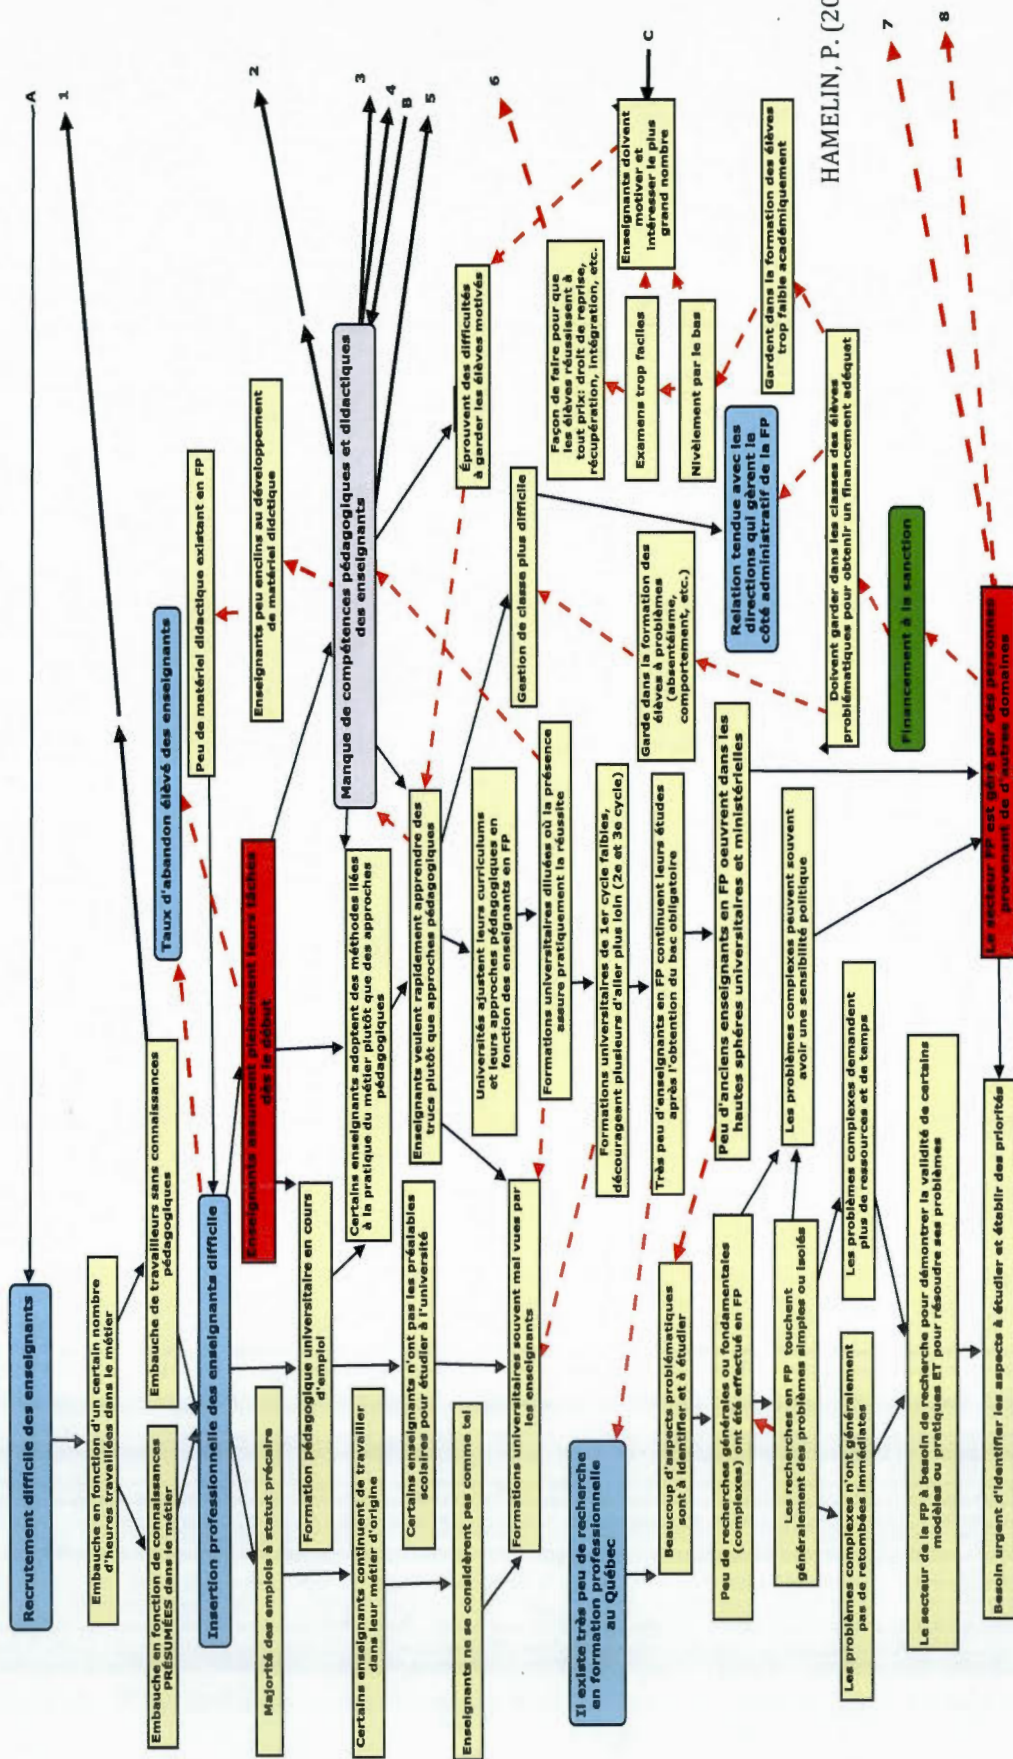 Recrutement difficile des enseignants
A
1
Embauche en fonction d'un certain nombre
d'heures travaillées dans le métier
Embauche en fonction de connaissances
PRÉSUMÉES dans le métier
Embauche de travailleurs sans connaissances
pédagogiques
Taux d'abandon élevé des enseignants
Peu de matériel didactique existant en FP
Insertion professionnelle des enseignants difficile
Enseignants assument pleinement leurs tâches
dès le début
Enseignants peu enclins au développement
de matériel didctique
2
Majorité des emplois à statut précaire
Formation pédagogique universitaire en cours
d'emploi
Manque de compétences pédagogiques et didactiques
des enseignants
3
4
B
5
Certains enseignants continuent de travailler
dans leur métier d'origine
Certains enseignants adoptent des méthodes liées
à la pratique du métier plutôt que des approches
pédagogiques
Certains enseignants n'ont pas les préalables
scolaires pour étudier à l'université
Enseignants veulent rapidement apprendre des
trucs plutôt que approches pédagogiques
Éprouvent des difficultés
à garder les élèves motivés
6
Enseignants ne se considèrent pas comme tel
Universités ajustent leurs curriculums
et leurs approches pédagogiques en
fonction des enseignants en FP
Gestion de classe plus difficile
Façon de faire pour que
les élèves réussissent à
tout prix: droit de reprise,
récupération, intégration, etc.
Enseignants doivent
motiver et
intéresser le plus
grand nombre
C
Formations universitaires souvent mal vues par
les enseignants
Formations universitaires diluées où la présence
assure pratiquement la réussite
Examens trop faciles
Nivèlement par le bas
Il existe très peu de recherche
en formation professionnelle
au Québec
Formations universitaires de 1er cycle faibles,
décourageant plusieurs d'aller plus loin (2e et 3e cycle)
Garde dans la formation des
élèves à problèmes
(absentéisme,
comportement, etc.)
Très peu d'enseignants en FP continuent leurs études
après l'obtention du bac obligatoire
Relation tendue avec les
directions qui gèrent le
côté administratif de la FP
Gardent dans la formation des élèves
trop faible académiquement
Beaucoup d'aspects problématiques
sont à identifier et à étudier
Peu d'anciens enseignants en FP oeuvrent dans les
hautes sphères universitaires et ministérielles
Peu de recherches générales ou fondamentales
(complexes) ont été effectué en FP
Les recherches en FP touchent
généralement des problèmes simples ou isolés
Les problèmes complexes peuvent souvent
avoir une sensibilité politique
Doivent garder dans les classes des élèves
problématiques pour obtenir un financement adéquet
HAMELIN, P. (20
Les problèmes complexes n'ont généralement
pas de retombées immédiates
Les problèmes complexes demandent
plus de ressources et de temps
Financement à la sanction
7
8
Le secteur de la FP à besoin de recherche pour démontrer la validité de certains
modèles ou pratiques ET pour résoudre ses problèmes
Le secteur FP est géré par des personnes
provenant de d'autres domaines
Besoin urgent d'identifier les aspects à étudier et établir des priorités